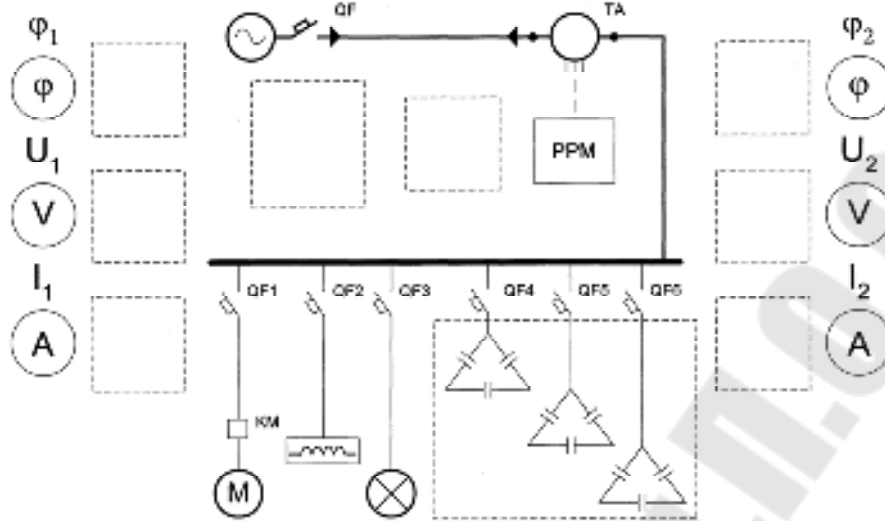 φ₁
φ
U₁
V
I₁
A
QF
TA
PPM
QF1
QF2
QF3
QF4
QF5
QF6
KM
M
φ₂
φ
U₂
V
I₂
A